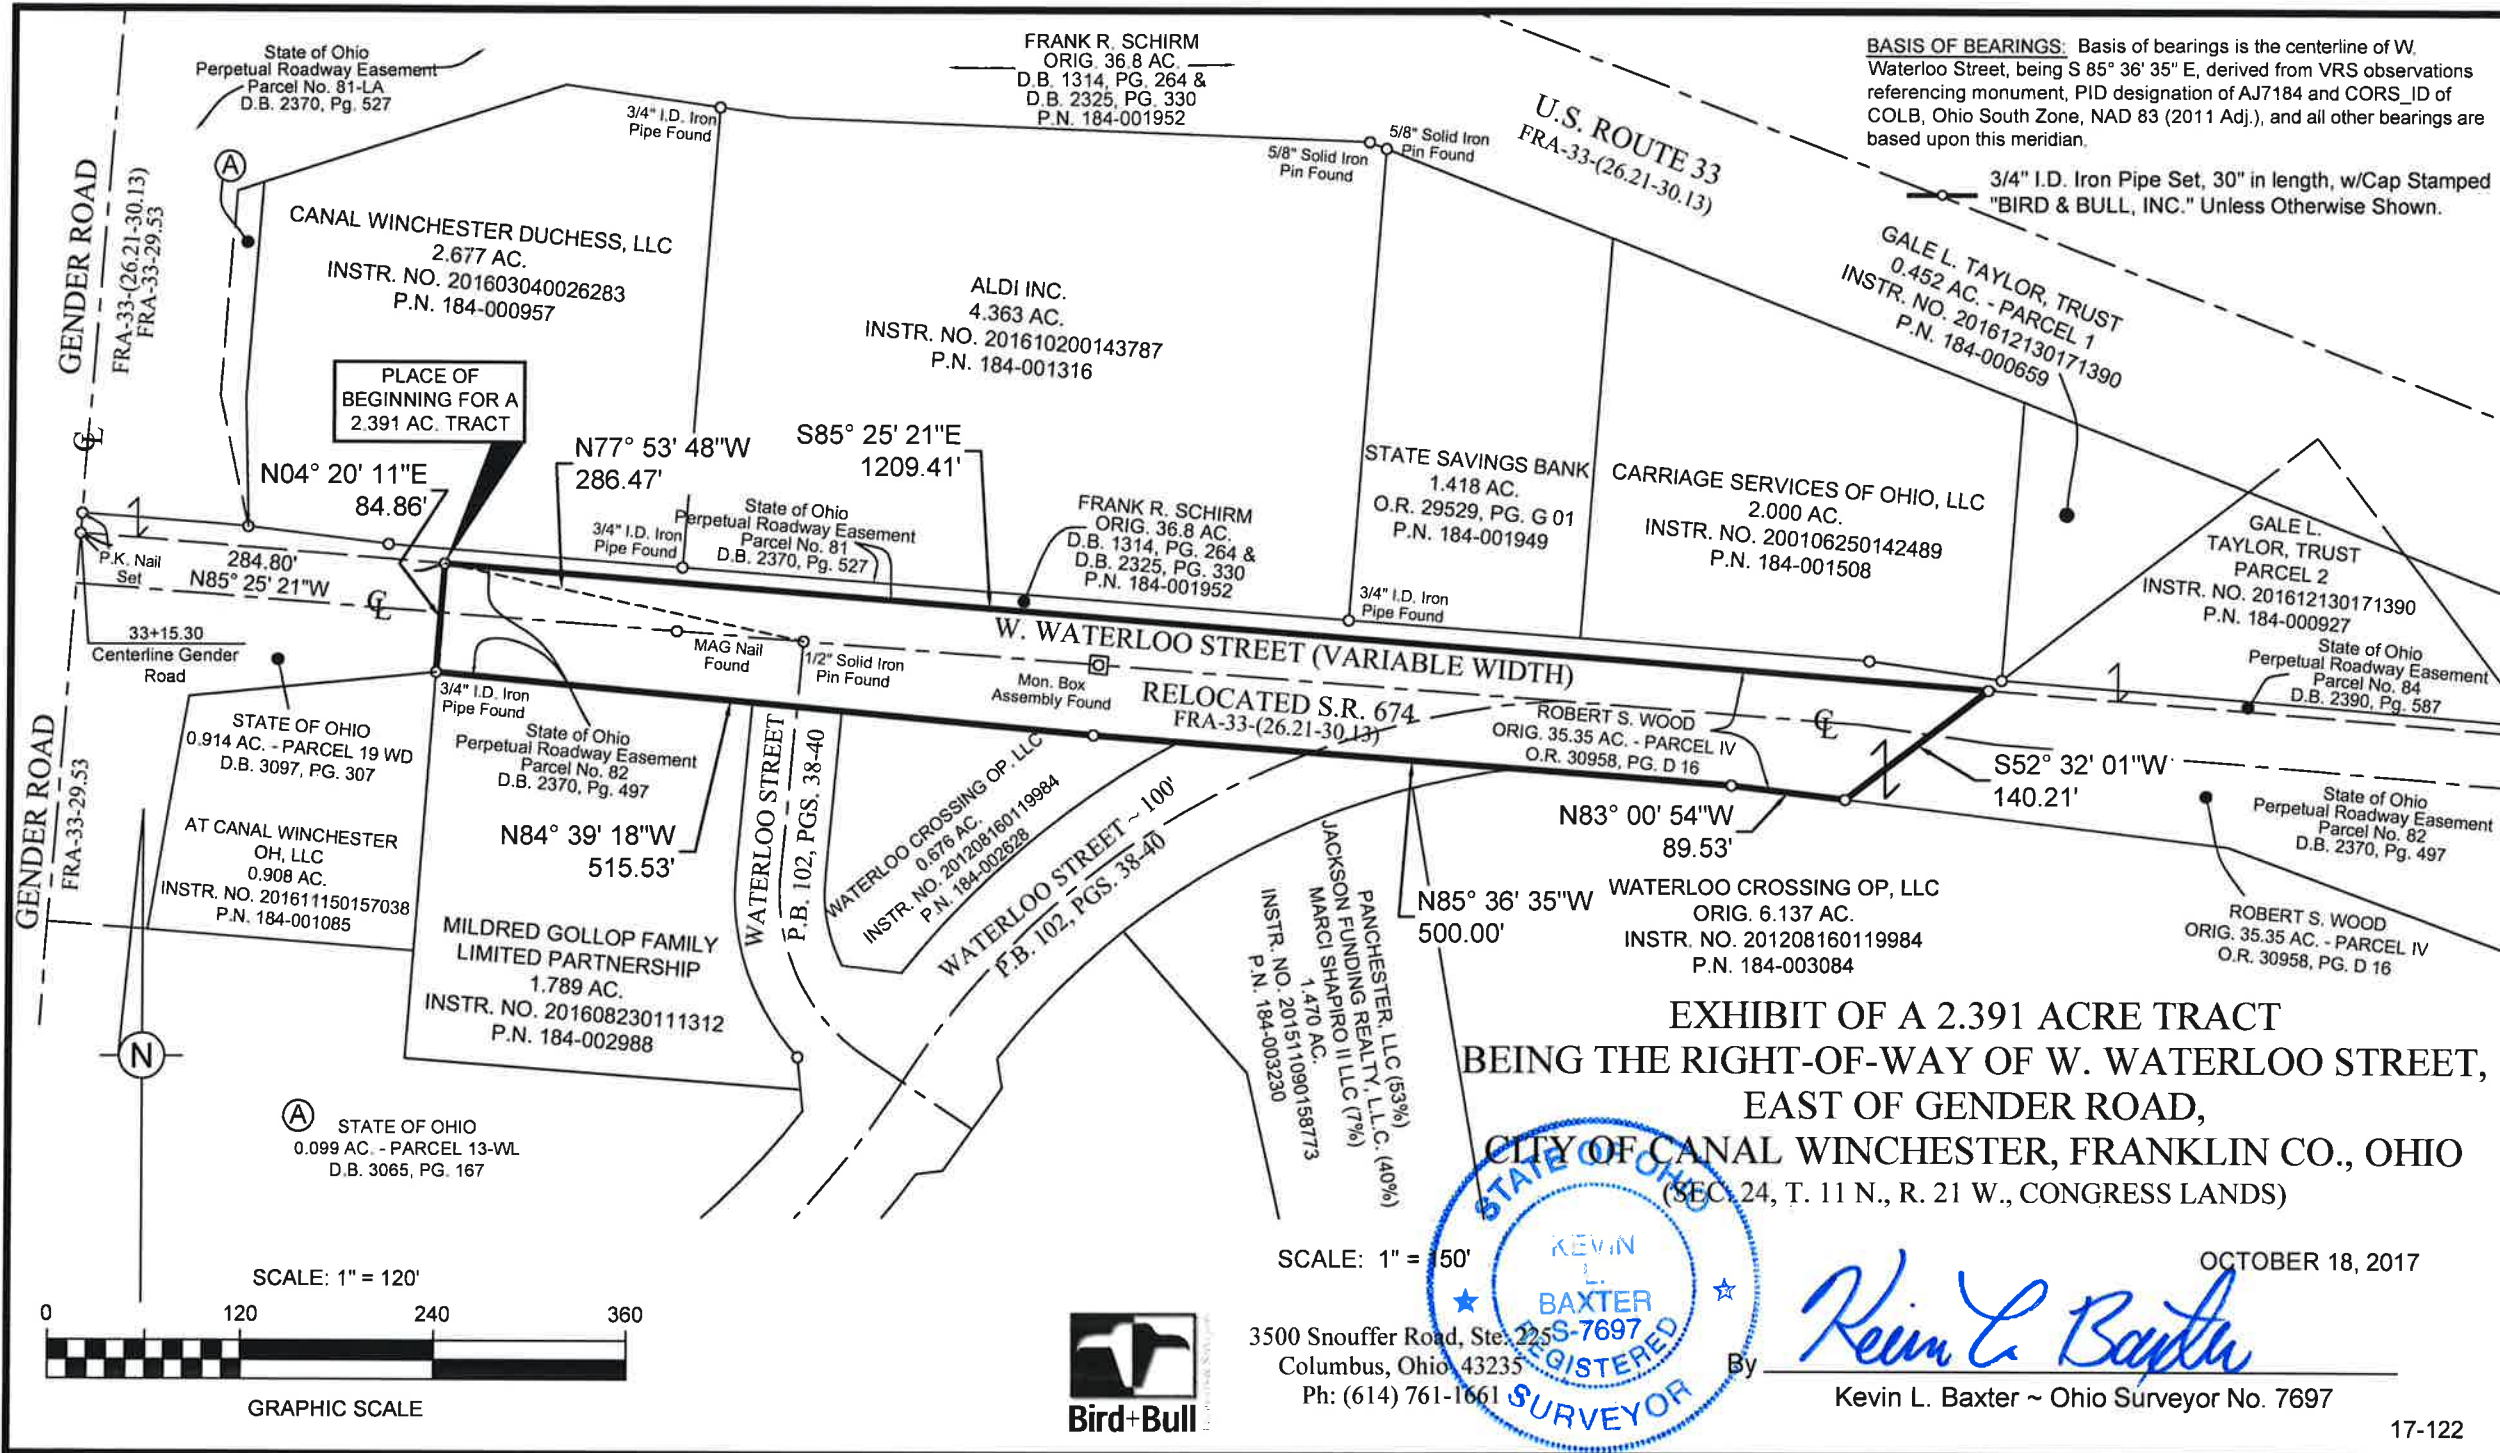 State of Ohio
Perpetual Roadway Easement
Parcel No. 81-LA
D.B. 2370, Pg. 527
FRANK R. SCHIRM
ORIG. 36.8 AC.
D.B. 1314, PG. 264 &
D.B. 2325, PG. 330
P.N. 184-001952
BASIS OF BEARINGS: Basis of bearings is the centerline of W.
Waterloo Street, being S 85° 36' 35" E, derived from VRS observations
referencing monument, PID designation of AJ7184 and CORS_ID of
COLB, Ohio South Zone, NAD 83 (2011 Adj.), and all other bearings are
based upon this meridian.
3/4" I.D. Iron Pipe Set, 30" in length, w/Cap Stamped
"BIRD & BULL, INC." Unless Otherwise Shown.
3/4" I.D. Iron
Pipe Found
5/8" Solid Iron
Pin Found
5/8" Solid Iron
Pin Found
U.S. ROUTE 33
FRA-33-(26.21-30.13)
A
GENDER ROAD
FRA-33-(26.21-30.13)
FRA-33-29.53
CANAL WINCHESTER DUCHESS, LLC
2.677 AC.
INSTR. NO. 201603040026283
P.N. 184-000957
ALDI INC.
4.363 AC.
INSTR. NO. 201610200143787
P.N. 184-001316
GALE L. TAYLOR, TRUST
0.452 AC. - PARCEL 1
INSTR. NO. 201612130171390
P.N. 184-000659
PLACE OF
BEGINNING FOR A
2.391 AC. TRACT
CL
N04° 20' 11"E
84.86'
N77° 53' 48"W
286.47'
S85° 25' 21"E
1209.41'
STATE SAVINGS BANK
1.418 AC.
O.R. 29529, PG. G 01
P.N. 184-001949
CARRIAGE SERVICES OF OHIO, LLC
2.000 AC.
INSTR. NO. 200106250142489
P.N. 184-001508
3/4" I.D. Iron
Pipe Found
State of Ohio
Perpetual Roadway Easement
Parcel No. 81
D.B. 2370, Pg. 527
FRANK R. SCHIRM
ORIG. 36.8 AC.
D.B. 1314, PG. 264 &
D.B. 2325, PG. 330
P.N. 184-001952
3/4" I.D. Iron
Pipe Found
GALE L.
TAYLOR, TRUST
PARCEL 2
INSTR. NO. 201612130171390
P.N. 184-000927
State of Ohio
Perpetual Roadway Easement
Parcel No. 84
D.B. 2390, Pg. 587
P.K. Nail
Set
284.80'
N85° 25' 21"W
CL
33+15.30
Centerline Gender
Road
MAG Nail
Found
1/2" Solid Iron
Pin Found
W. WATERLOO STREET (VARIABLE WIDTH)
Mon. Box
Assembly Found
RELOCATED S.R. 674
FRA-33-(26.21-30.13)
ROBERT S. WOOD
ORIG. 35.35 AC. - PARCEL IV
O.R. 30958, PG. D 16
CL
S52° 32' 01"W
140.21'
3/4" I.D. Iron
Pipe Found
STATE OF OHIO
0.914 AC. - PARCEL 19 WD
D.B. 3097, PG. 307
State of Ohio
Perpetual Roadway Easement
Parcel No. 82
D.B. 2370, Pg. 497
GENDER ROAD
FRA-33-29.53
AT CANAL WINCHESTER
OH, LLC
0.908 AC.
INSTR. NO. 201611150157038
P.N. 184-001085
N84° 39' 18"W
515.53'
WATERLOO STREET
P.B. 102, PGS. 38-40
WATERLOO CROSSING OP. LLC
0.676 AC.
INSTR. NO. 201208160119984
P.N. 184-002628
WATERLOO STREET ~ 100'
P.B. 102, PGS. 38-40
N83° 00' 54"W
89.53'
State of Ohio
Perpetual Roadway Easement
Parcel No. 82
D.B. 2370, Pg. 497
N85° 36' 35"W
500.00'
WATERLOO CROSSING OP, LLC
ORIG. 6.137 AC.
INSTR. NO. 201208160119984
P.N. 184-003084
ROBERT S. WOOD
ORIG. 35.35 AC. - PARCEL IV
O.R. 30958, PG. D 16
MILDRED GOLLOP FAMILY
LIMITED PARTNERSHIP
1.789 AC.
INSTR. NO. 201608230111312
P.N. 184-002988
PANCHESTER, LLC (53%)
JACKSON FUNDING REALTY, L.L.C. (40%)
MARCI SHAPIRO II LLC (7%)
1.470 AC.
INSTR. NO. 201511090158773
P.N. 184-003230
N
A
STATE OF OHIO
0.099 AC. - PARCEL 13-WL
D.B. 3065, PG. 167
EXHIBIT OF A 2.391 ACRE TRACT
BEING THE RIGHT-OF-WAY OF W. WATERLOO STREET,
EAST OF GENDER ROAD,
CITY OF CANAL WINCHESTER, FRANKLIN CO., OHIO
(SEC. 24, T. 11 N., R. 21 W., CONGRESS LANDS)
SCALE: 1" = 120'
0 120 240 360
GRAPHIC SCALE
SCALE: 1" = 150'
Bird+Bull
3500 Snouffer Road, Ste. 225
Columbus, Ohio 43235
Ph: (614) 761-1661
STATE OF OHIO
KEVIN
L.
BAXTER
S-7697
REGISTERED
SURVEYOR
OCTOBER 18, 2017
Kevin L Baxter
By
Kevin L. Baxter ~ Ohio Surveyor No. 7697
17-122